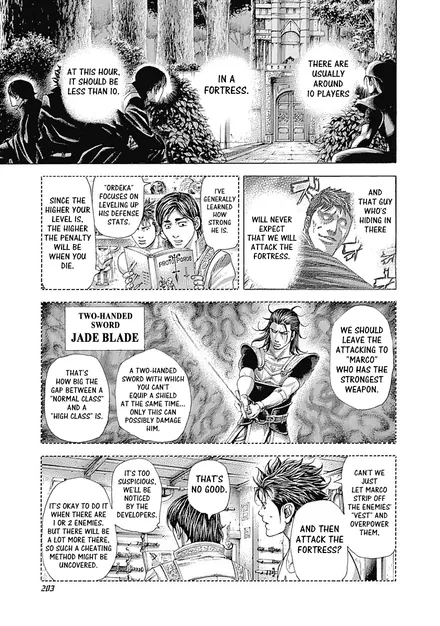 THERE ARE
USUALLY
AROUND
10 PLAYERS
IN A
FORTRESS.
AT THIS HOUR,
IT SHOULD BE
LESS THAN 10.
AND
THAT GUY
WHO'S
HIDING IN
THERE
WILL NEVER
EXPECT
THAT WE WILL
ATTACK THE
FORTRESS.
I'VE
GENERALLY
LEARNED
HOW
STRONG
HE IS.
"ORDEKA"
FOCUSES ON
LEVELING UP
HIS DEFENSE
STATS.
SINCE
THE HIGHER
YOUR LEVEL
IS,
THE HIGHER
THE PENALTY
WILL BE
WHEN YOU
DIE.
WE SHOULD
LEAVE THE
ATTACKING TO
"MARCO"
WHO HAS THE
STRONGEST
WEAPON.
TWO-HANDED
SWORD
JADE BLADE
A TWO-HANDED
SWORD WITH
WHICH YOU
CAN'T
EQUIP A SHIELD
AT THE SAME TIME...
ONLY THIS CAN
POSSIBLY DAMAGE
HIM.
THAT'S
HOW BIG THE
GAP BETWEEN A
"NORMAL CLASS"
AND A
"HIGH CLASS" IS.
CAN'T WE
JUST LET
MARCO STRIP
OFF THE
ENEMIES'
"VEST" AND
OVERPOWER
THEM,
AND THEN
ATTACK THE
FORTRESS?
THAT'S
NO GOOD.
IT'S TOO
SUSPICIOUS,
WE'LL BE
NOTICED
BY THE
DEVELOPERS.
IT'S OKAY TO DO IT
WHEN THERE ARE
1 OR 2 ENEMIES.
BUT THERE WILL BE
A LOT MORE THERE,
SO SUCH A CHEATING
METHOD MIGHT BE
UNCOVERED.
203